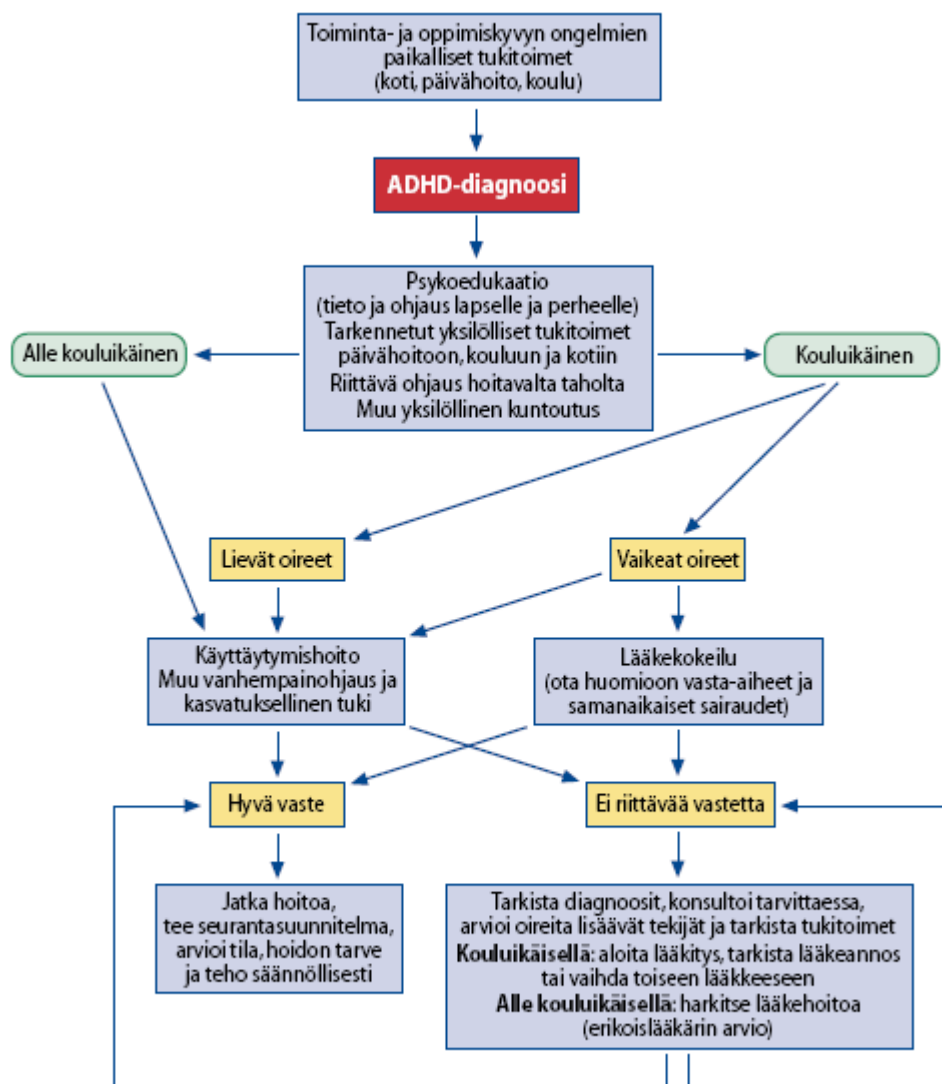 Toiminta- ja oppimiskyvyn ongelmien
paikalliset tukitoimet
(koti, päivähoito, koulu)
ADHD-diagnoosi
Psykoedukaatio
(tieto ja ohjaus lapselle ja perheelle)
Tarkennetut yksilölliset tukitoimet
päivähoitoon, kouluun ja kotiin
Riittävä ohjaus hoitavalta taholta
Muu yksilöllinen kuntoutus
Alle kouluikäinen
Kouluikäinen
Lievät oireet
Vaikeat oireet
Käyttäytymishoito
Muu vanhempainohjaus ja
kasvatuksellinen tuki
Lääkekokeilu
(ota huomioon vasta-aiheet ja
samanaikaiset sairaudet)
Hyvä vaste
Ei riittävää vastetta
Jatka hoitoa,
tee seurantasuunnitelma,
arvioi tila, hoidon tarve
ja teho säännöllisesti
Tarkista diagnoosit, konsultoi tarvittaessa,
arvioi oireita lisäävät tekijät ja tarkista tukitoimet
Kouluikäisellä: aloita lääkitys, tarkista lääkeannos
tai vaihda toiseen lääkkeeseen
Alle kouluikäisellä: harkitse lääkehoitoa
(erikoislääkärin arvio)